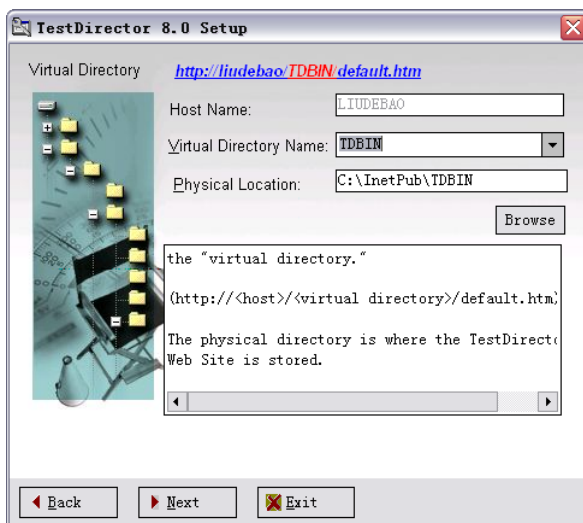 TestDirector 8.0 Setup
Virtual Directory
http://liudebao/TDBIN/default.htm
Host Name:
LIUDEBAO
Virtual Directory Name:
TDBIN
Physical Location:
C:\InetPub\TDBIN
Browse
the "virtual directory."
(http://<host>/<virtual directory>/default.htm)
The physical directory is where the TestDirecto
Web Site is stored.
Back
Next
Exit